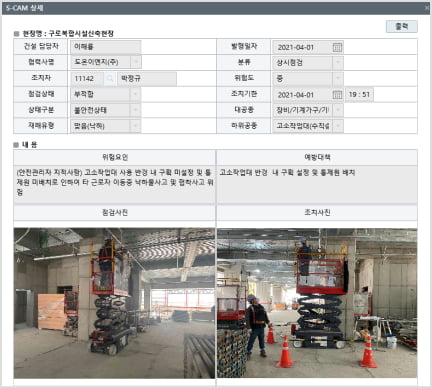 S-CAM 상세
출력
현장명 : 구로복합시설신축현장
건설 담당자 이해룡 발행일자 2021-04-01
협력사명 도온이앤지(주) 분류 상시점검
조치자 11142 박정규 위험도 중
점검상태 부적합 조치기한 2021-04-01 19 : 51
상태구분 불안전상태 대공종 장비/기계가구/기
재해유형 맞음(낙하) 하위공종 고소작업대(수직승
내 용
위험요인 예방대책
(안전관리자 지적사항) 고소작업대 사용 반경 내 구획 미설정 및 통제원 미배치로 인하여 타 근로자 이동중 낙하물사고 및 협착사고 위험
고소작업대 반경 내 구획 설정 및 통제원 배치
점검사진 조치사진